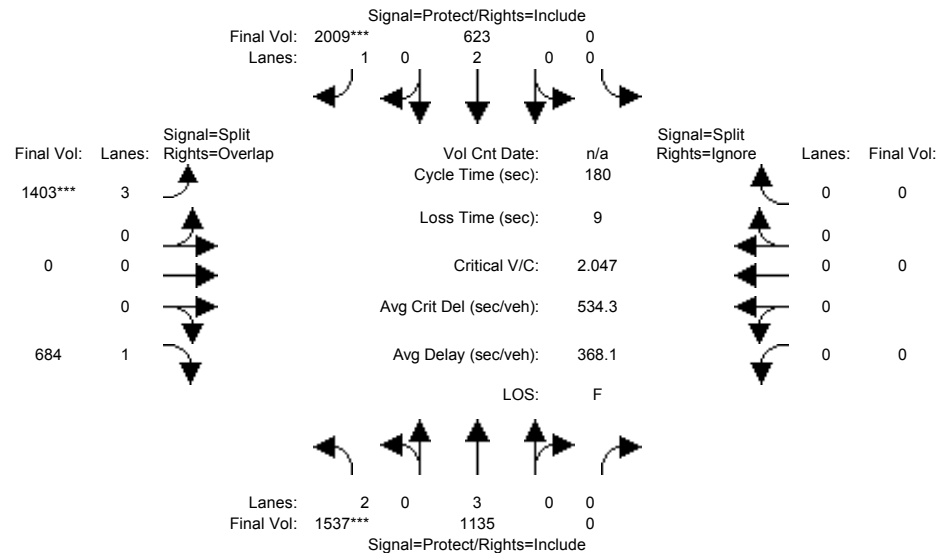 Signal=Protect/Rights=Include
Final Vol: 2009*** 623 0
Lanes: 1 0 2 0 0
Signal=Split Signal=Split
Final Vol: Lanes: Rights=Overlap Vol Cnt Date: n/a Rights=Ignore Lanes: Final Vol:
Cycle Time (sec): 180
1403*** 3 0 0
Loss Time (sec): 9
0 0
0 0 Critical V/C: 2.047 0 0
0 Avg Crit Del (sec/veh): 534.3 0
684 1 Avg Delay (sec/veh): 368.1 0 0
LOS: F
Lanes: 2 0 3 0 0
Final Vol: 1537*** 1135 0
Signal=Protect/Rights=Include